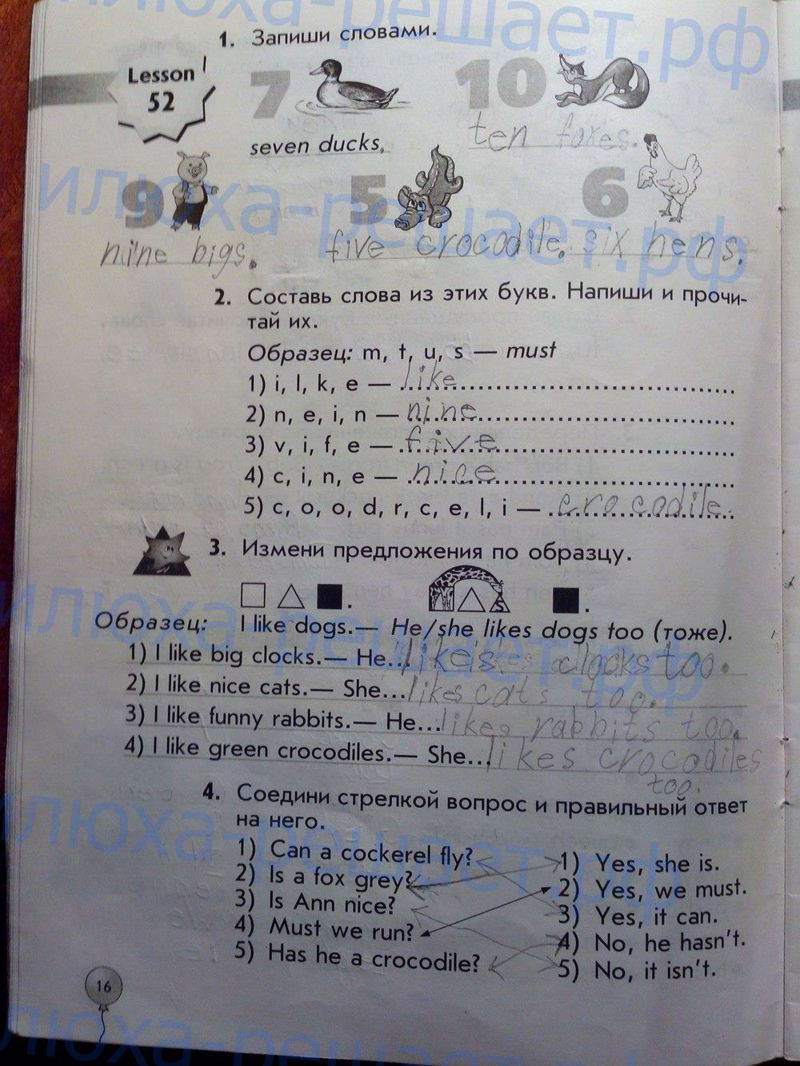 1. Запиши словами.
Lesson
52
7
10
seven ducks.
ten foxes.
9
5
6
nine bigs.
five crocodile.
six hens.
2. Составь слова из этих букв. Напиши и прочи-
тай их.
Образец: m, t, u, s — must
1) i, l, k, e — like
2) n, e, i, n — nine
3) v, i, f, e — five
4) c, i, n, e — nice
5) c, o, o, d, r, c, e, l, i — crocodile.
3. Измени предложения по образцу.
Образец: I like dogs.— He/she likes dogs too (тоже).
1) I like big clocks.— He... likes clocks too.
2) I like nice cats.— She... likes cats too.
3) I like funny rabbits.— He... likes rabbits too.
4) I like green crocodiles.— She... likes crocodiles
too.
4. Соедини стрелкой вопрос и правильный ответ
на него.
1) Can a cockerel fly? 1) Yes, she is.
2) Is a fox grey? 2) Yes, we must.
3) Is Ann nice? 3) Yes, it can.
4) Must we run? 4) No, he hasn't.
5) Has he a crocodile? 5) No, it isn't.
16
илюха-решает.рф